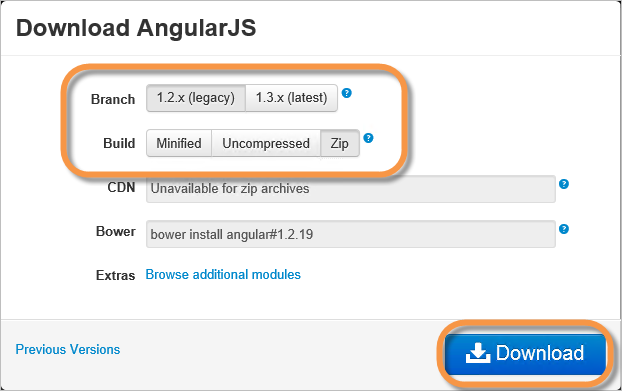 Download AngularJS
Branch 1.2.x (legacy) 1.3.x (latest) ?
Build Minified Uncompressed Zip ?
CDN Unavailable for zip archives ?
Bower bower install angular#1.2.19 ?
Extras Browse additional modules
Previous Versions Download